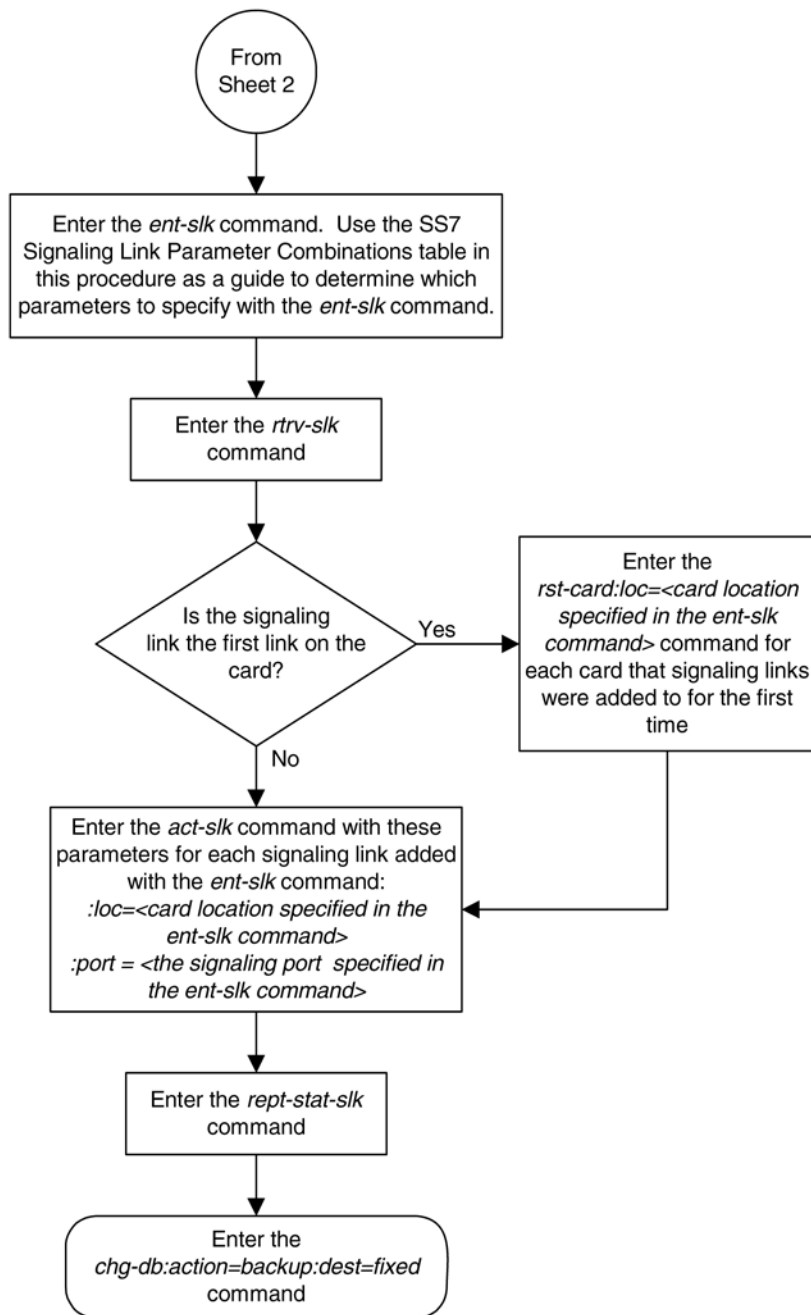 From
Sheet 2
Enter the ent-slk command. Use the SS7
Signaling Link Parameter Combinations table in
this procedure as a guide to determine which
parameters to specify with the ent-slk command.
Enter the rtrv-slk
command
Is the signaling
link the first link on the
card?
Yes
No
Enter the
rst-card:loc=<card location
specified in the ent-slk
command> command for
each card that signaling links
were added to for the first
time
Enter the act-slk command with these
parameters for each signaling link added
with the ent-slk command:
:loc=<card location specified in the
ent-slk command>
:port = <the signaling port specified in
the ent-slk command>
Enter the rept-stat-slk
command
Enter the
chg-db:action=backup:dest=fixed
command